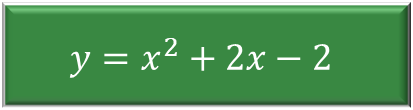 y = x² + 2x − 2